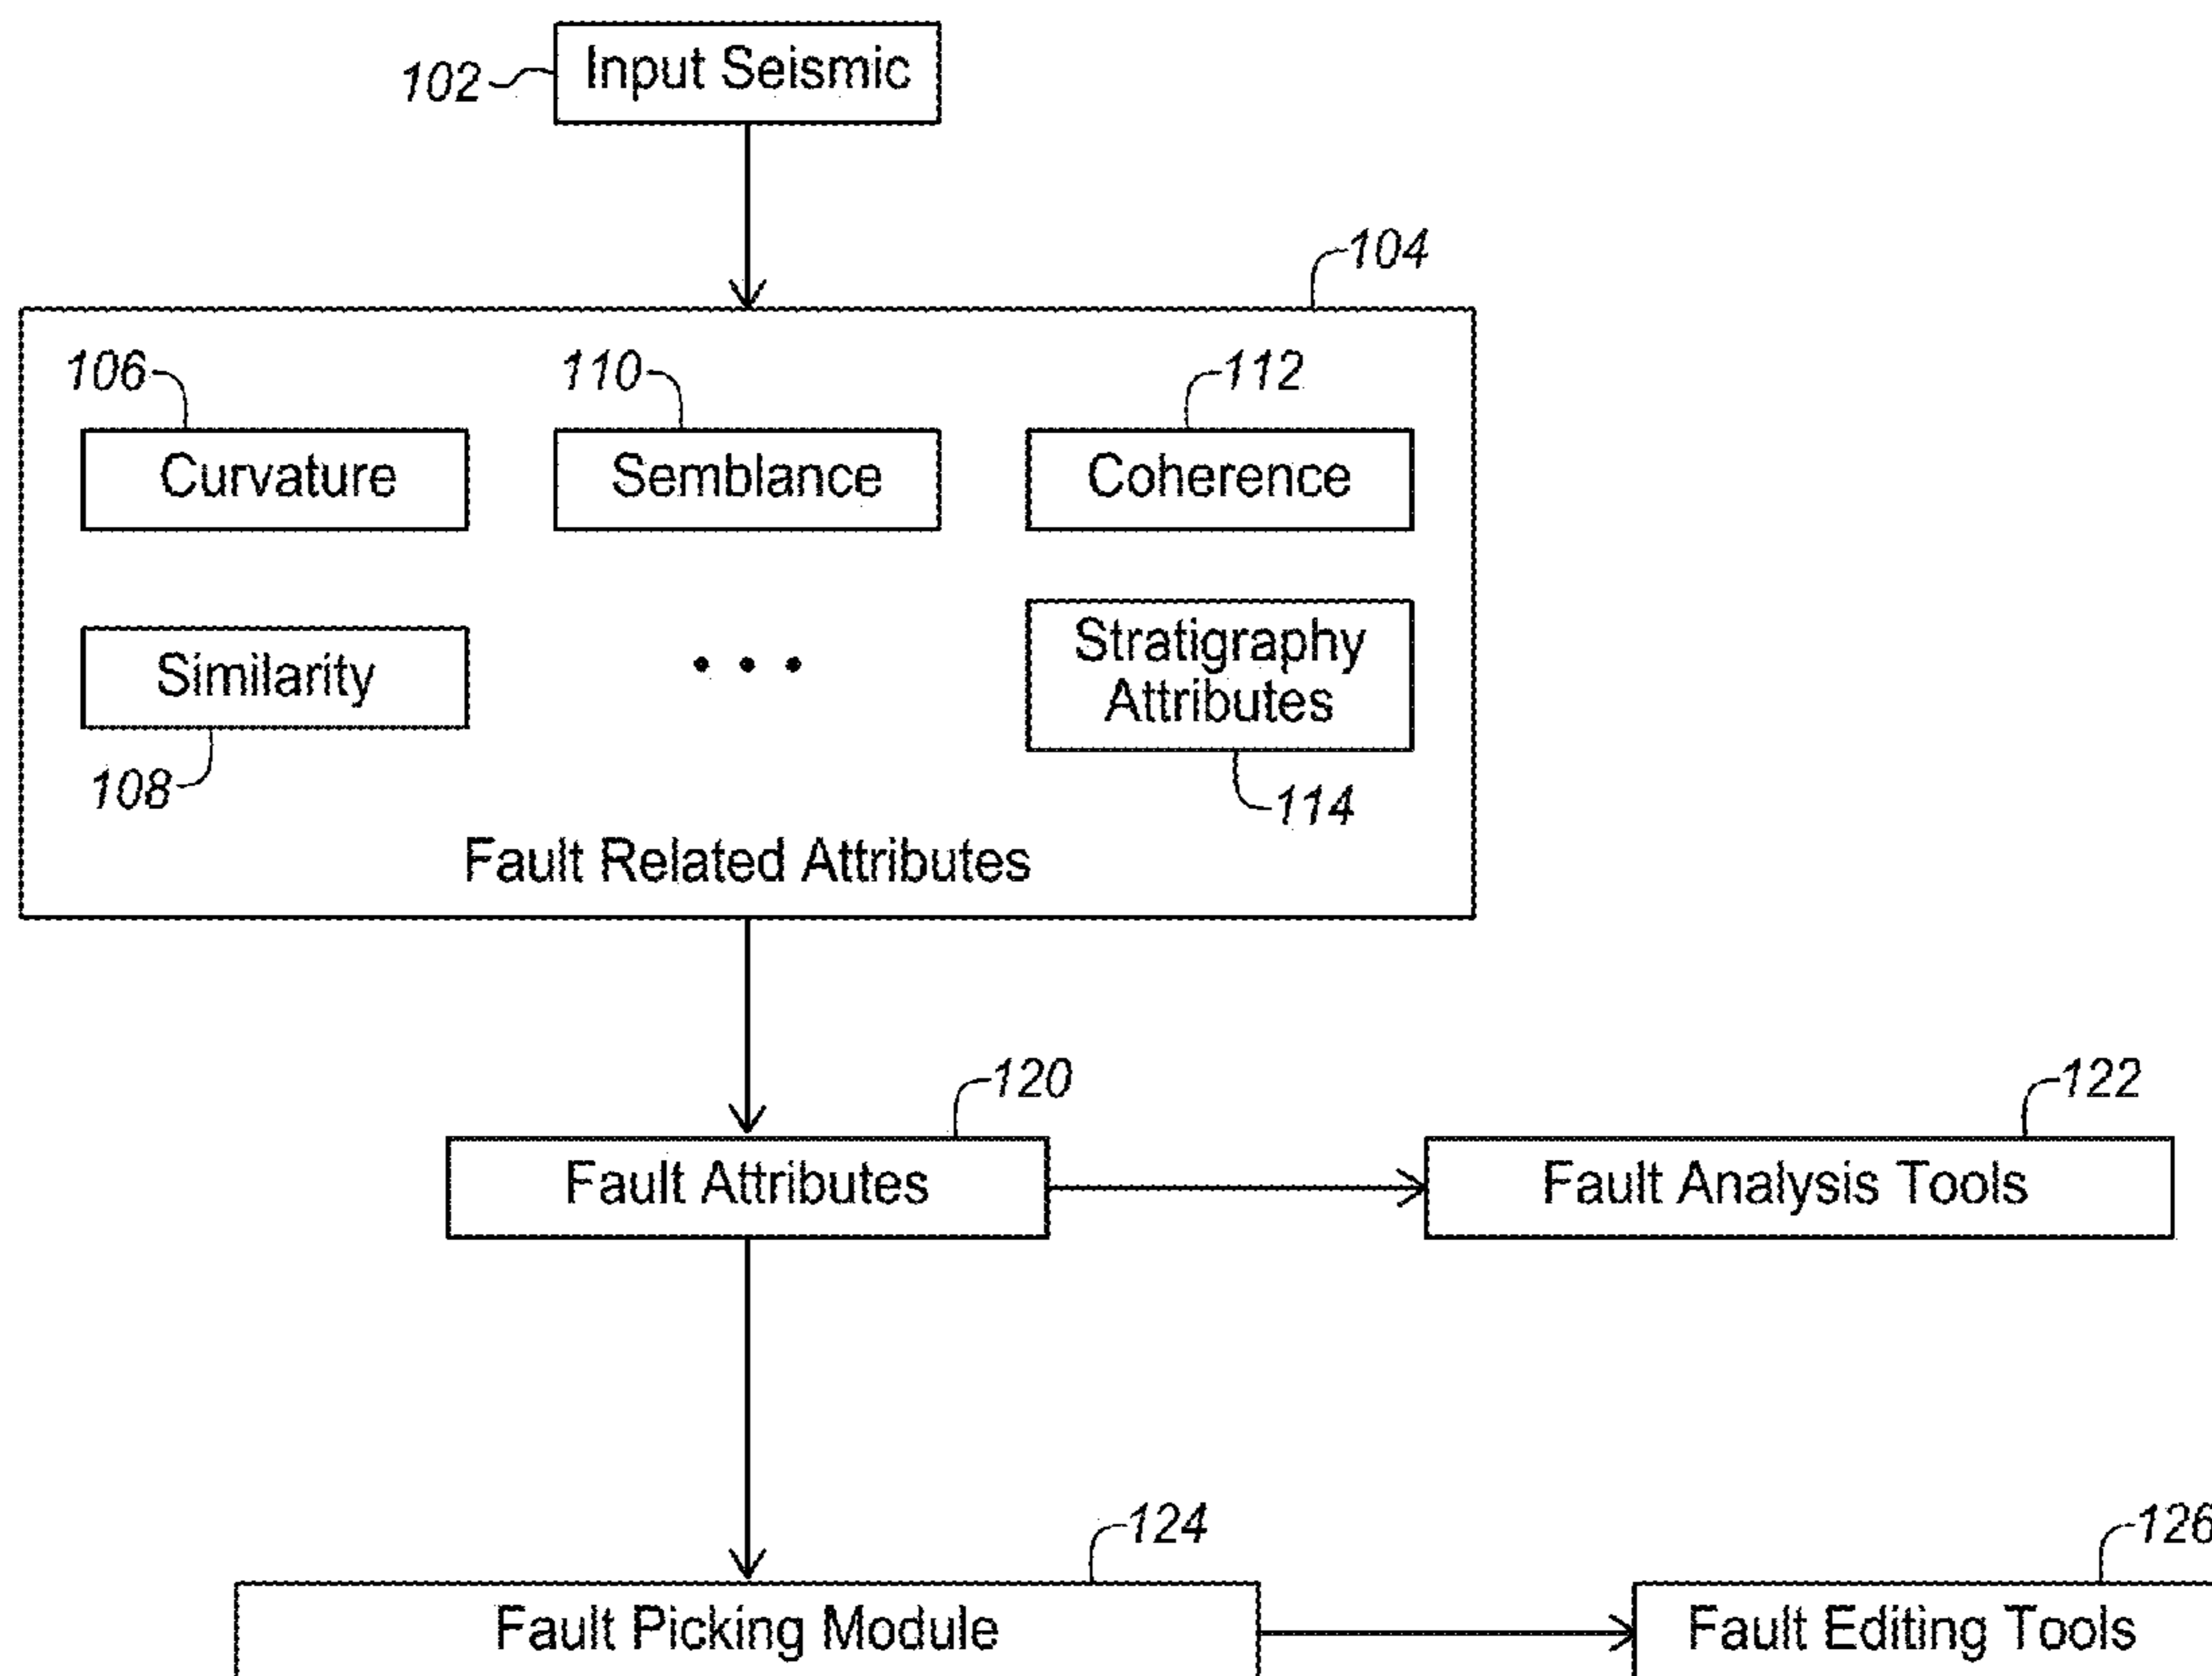 102
Input Seismic
104
106
110
112
Curvature
Semblance
Coherence
Similarity
• • •
Stratigraphy
Attributes
108
114
Fault Related Attributes
120
122
Fault Attributes
Fault Analysis Tools
124
126
Fault Picking Module
Fault Editing Tools